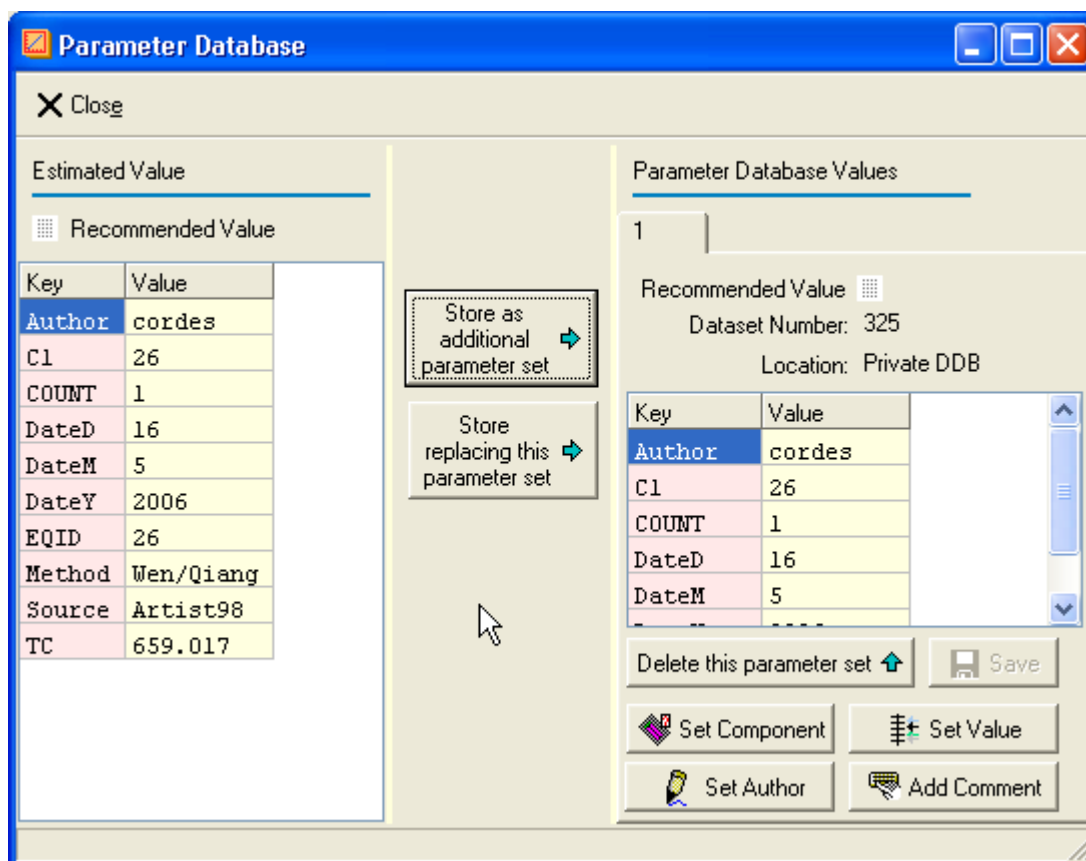 Parameter Database
Close
Estimated Value
Recommended Value
Key Value
Author cordes
C1 26
COUNT 1
DateD 16
DateM 5
DateY 2006
EQID 26
Method Wen/Qiang
Source Artist98
TC 659.017
Store as
additional
parameter set
Store
replacing this
parameter set
Parameter Database Values
1
Recommended Value
Dataset Number: 325
Location: Private DDB
Key Value
Author cordes
C1 26
COUNT 1
DateD 16
DateM 5
Delete this parameter set
Save
Set Component
Set Value
Set Author
Add Comment